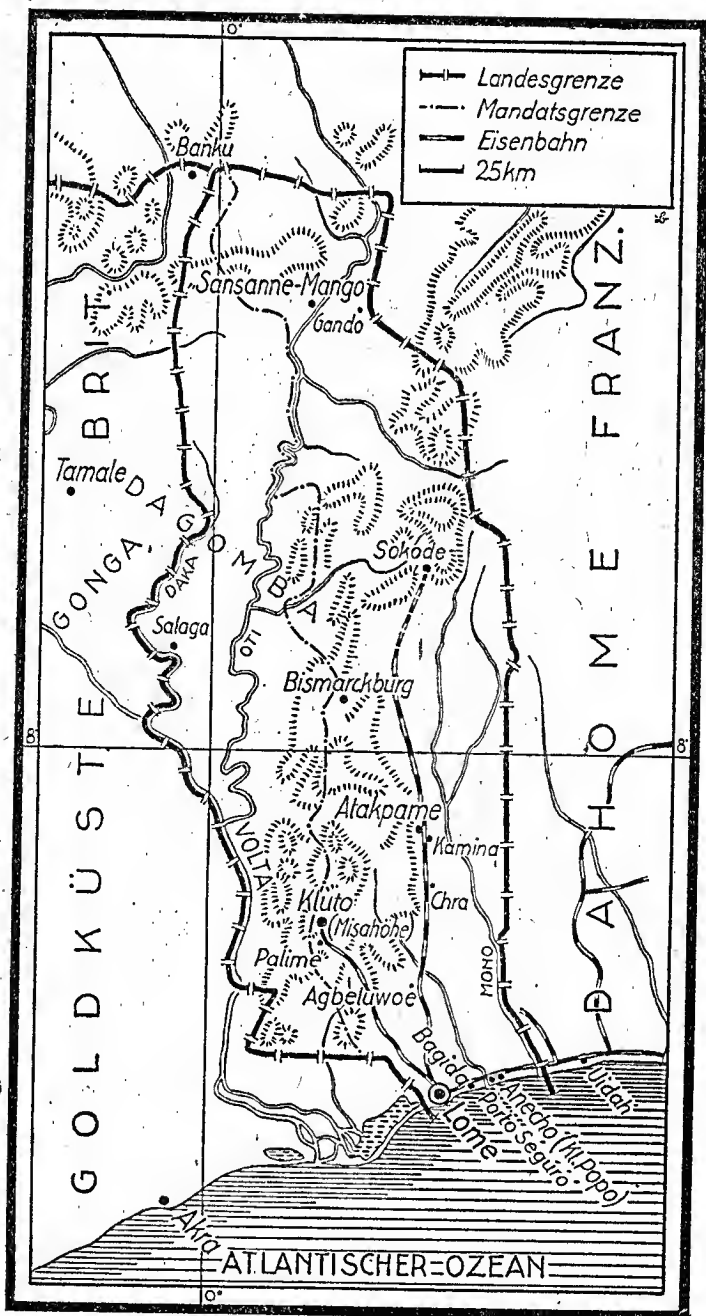 0°
Landesgrenze
Mandatsgrenze
Eisenbahn
25km
Banku
Sansanne-Mango
Gando
BRIT.
FRANZ.
Tamale
DAGOMBA
GONGA
DAKA
Sokode
Salaga
OTI
Bismarckburg
8°
8°
GOLDKÜSTE
DAHOME
Atakpame
Kamina
VOLTA
Chra
Kluto
(Misahöhe)
Palime
MONO
Agbeluwoe
Bagida
Porto Seguro
Anecho (Kl. Popo)
Uidah
Lome
Akra
ATLANTISCHER OZEAN
0°